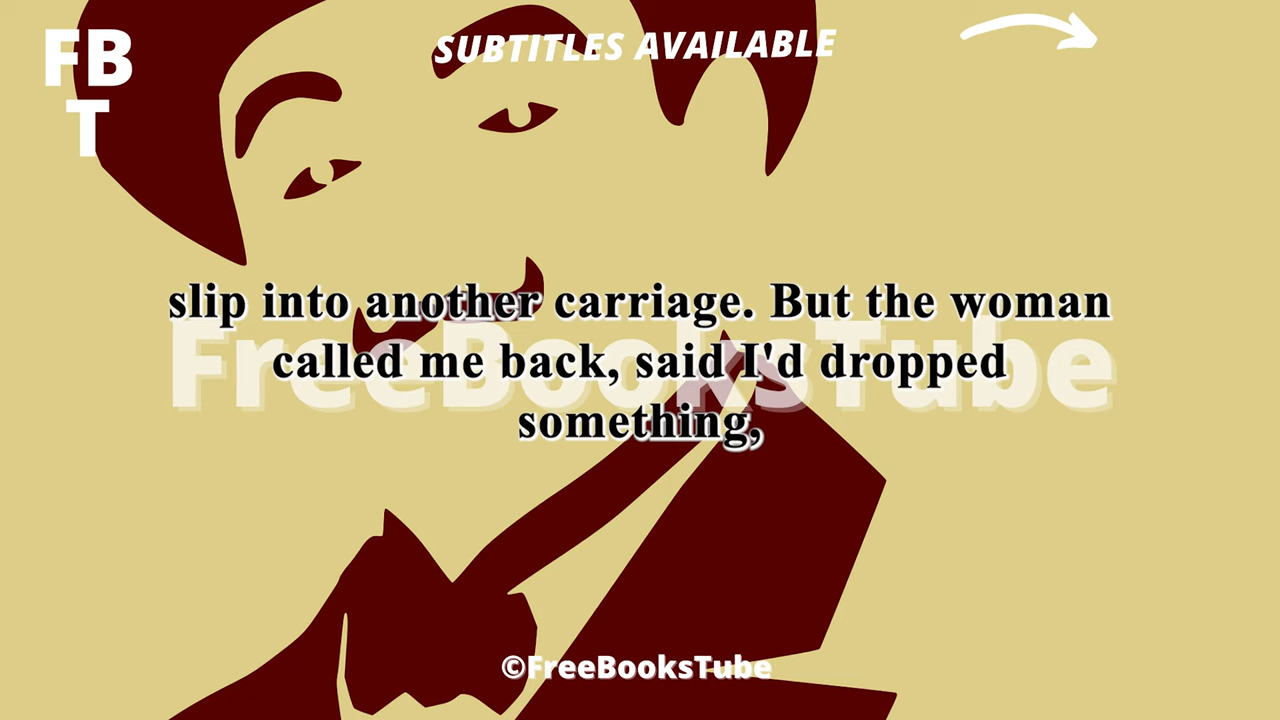 FB
T
SUBTITLES AVAILABLE
slip into another carriage. But the woman
called me back, said I'd dropped
something,
FreeBooksTube
©FreeBooksTube